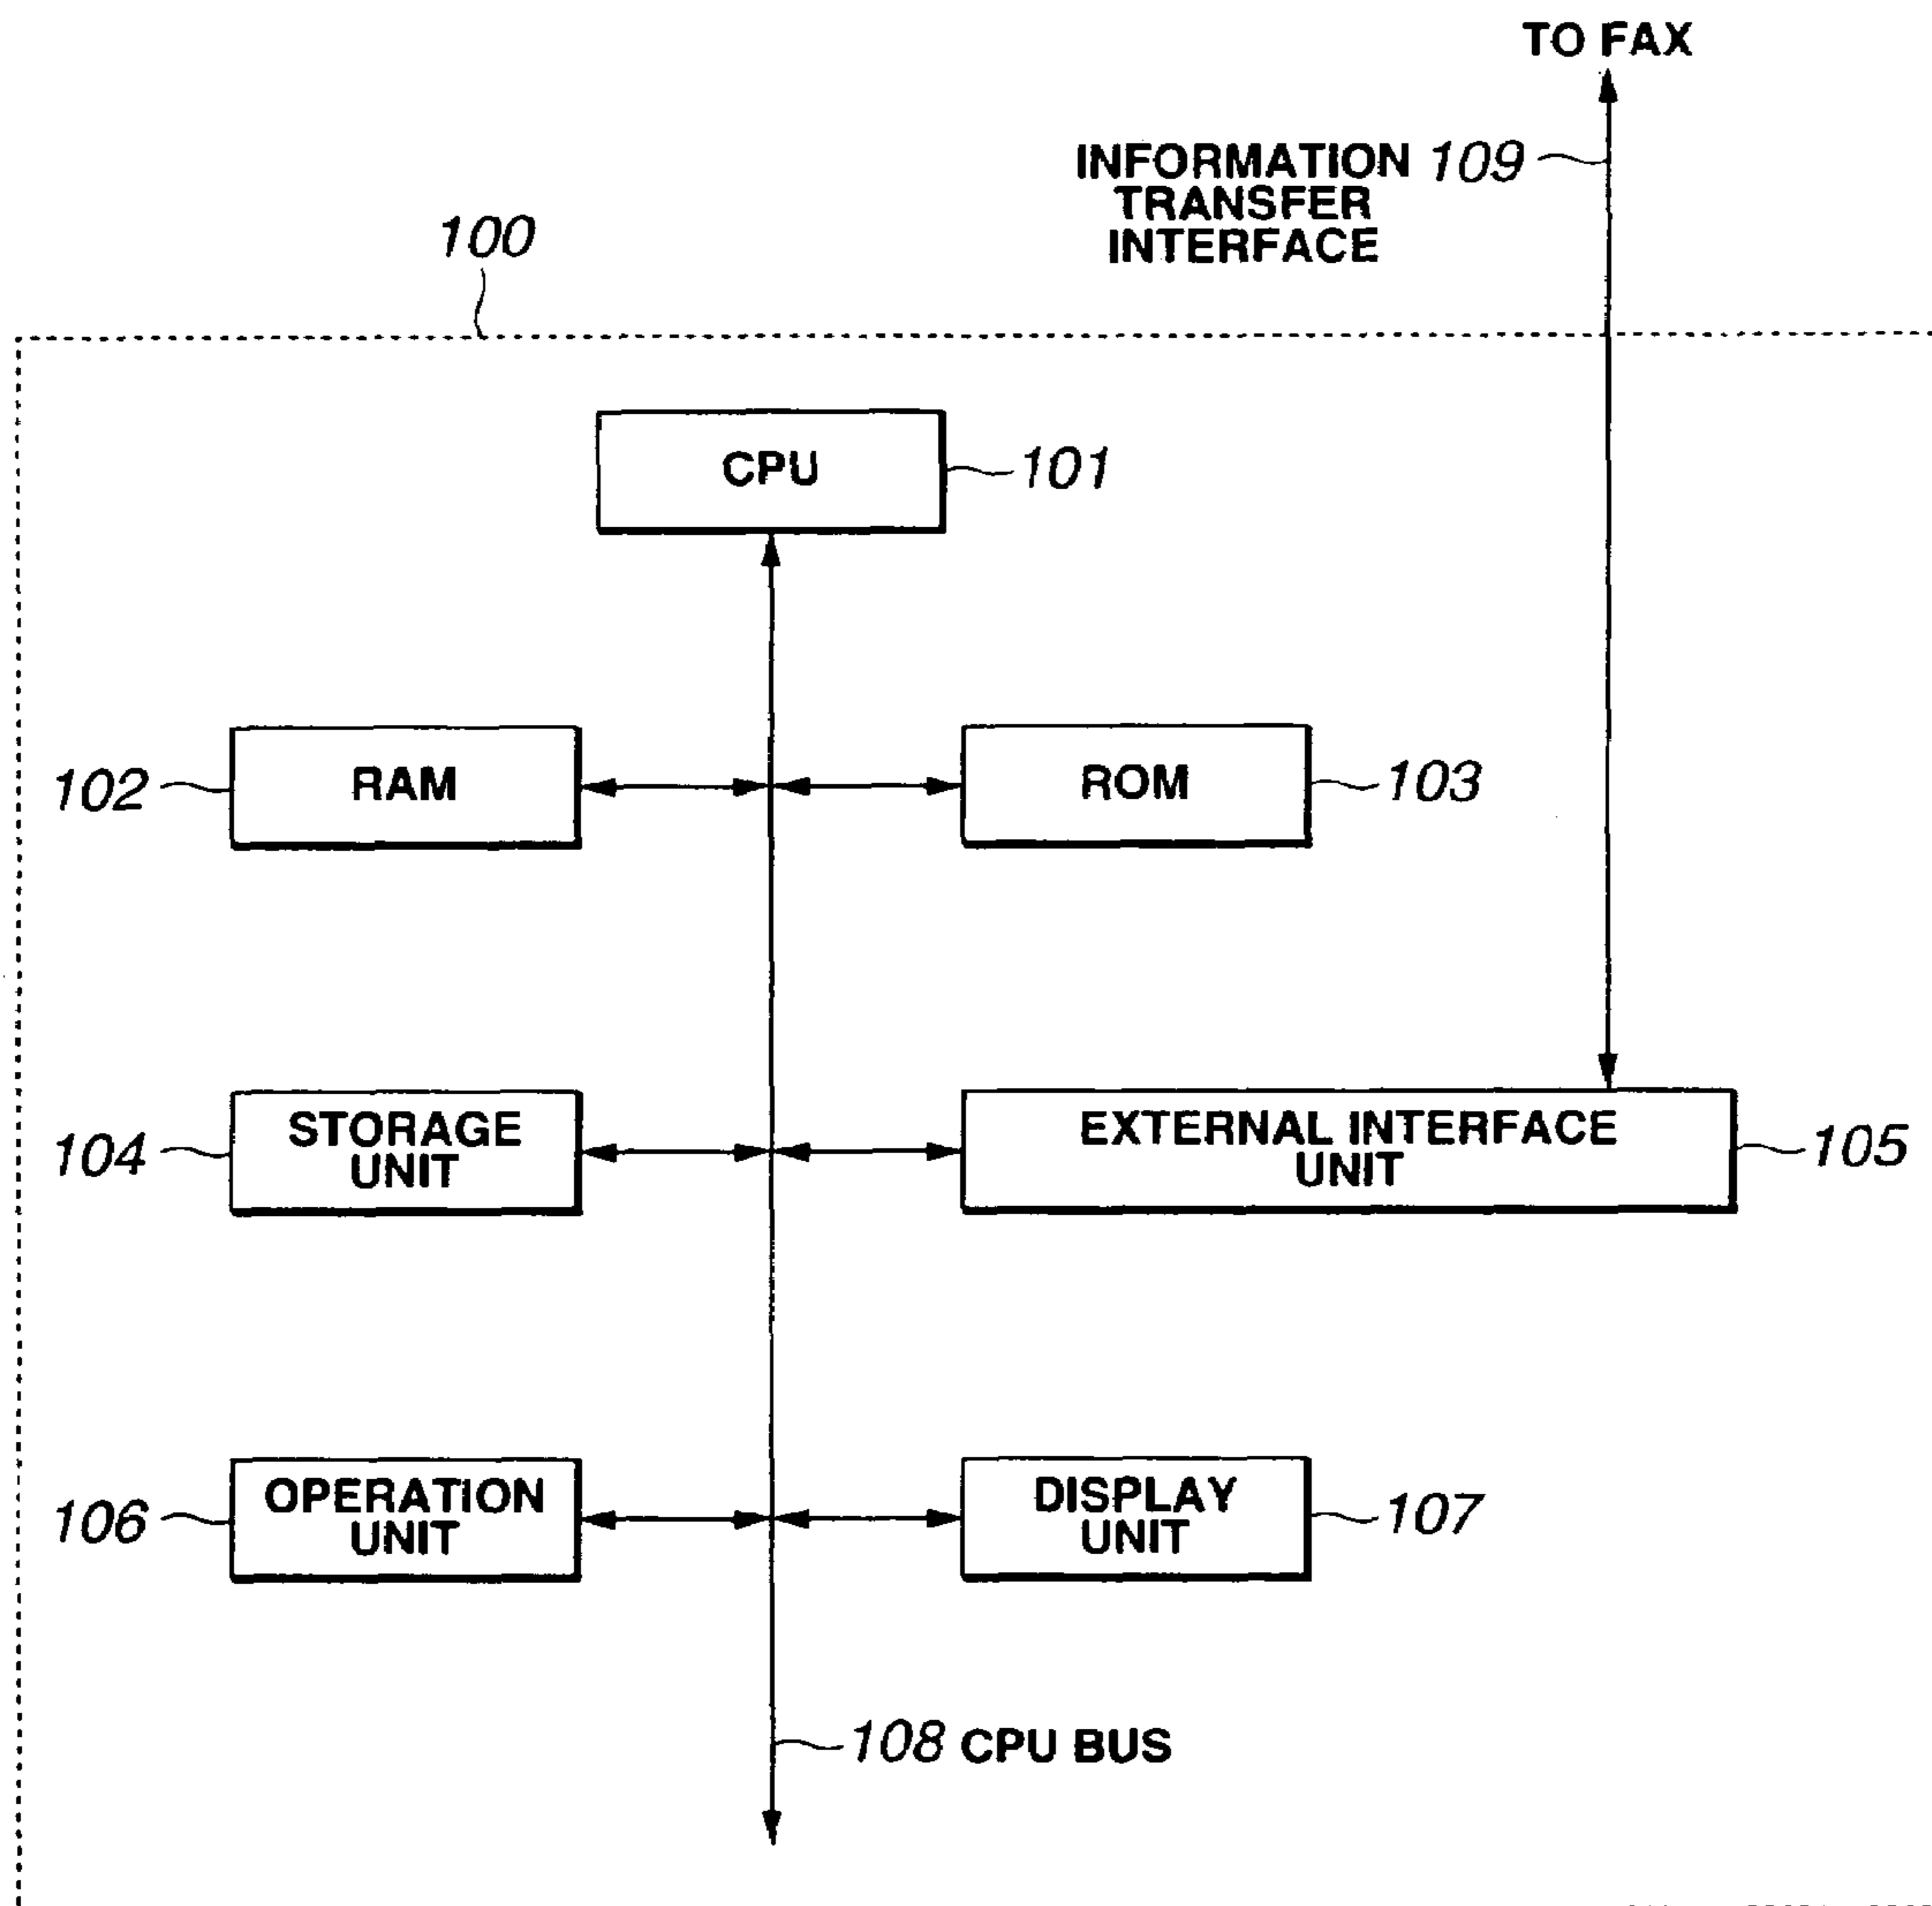 TO FAX
INFORMATION 109
TRANSFER
INTERFACE
100
CPU 101
102 RAM
ROM 103
104 STORAGE
UNIT
EXTERNAL INTERFACE
UNIT 105
106 OPERATION
UNIT
DISPLAY
UNIT 107
108 CPU BUS